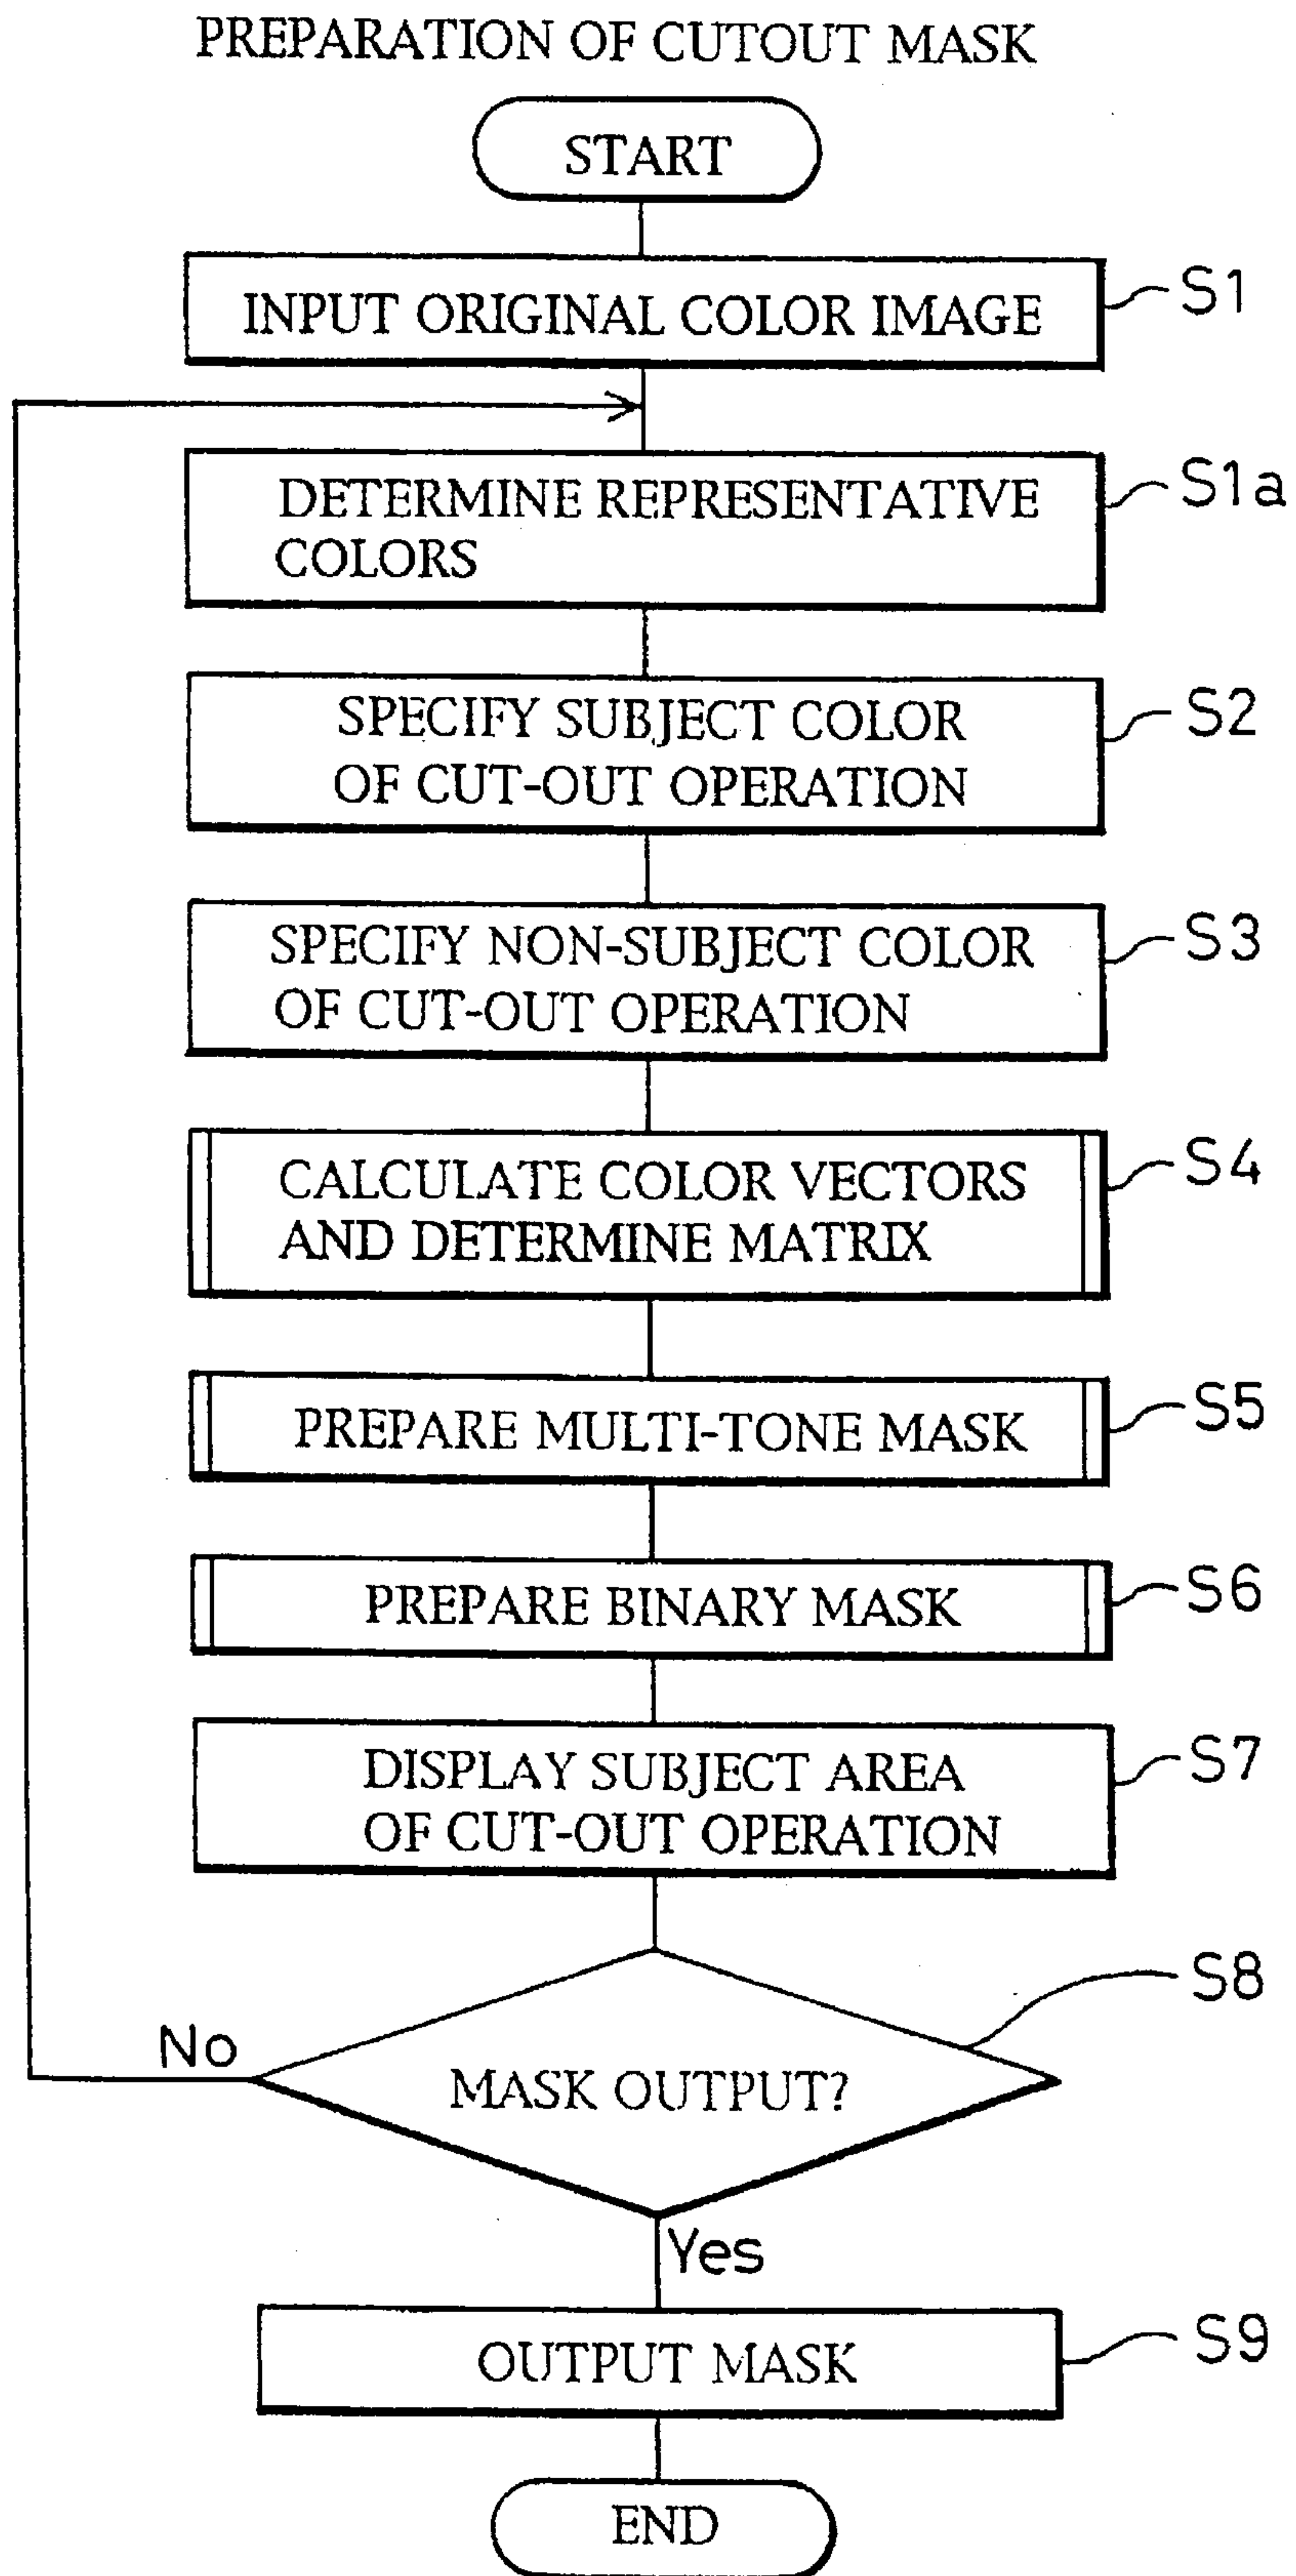 PREPARATION OF CUTOUT MASK
START
INPUT ORIGINAL COLOR IMAGE
S1
DETERMINE REPRESENTATIVE
COLORS
S1a
SPECIFY SUBJECT COLOR
OF CUT-OUT OPERATION
S2
SPECIFY NON-SUBJECT COLOR
OF CUT-OUT OPERATION
S3
CALCULATE COLOR VECTORS
AND DETERMINE MATRIX
S4
PREPARE MULTI-TONE MASK
S5
PREPARE BINARY MASK
S6
DISPLAY SUBJECT AREA
OF CUT-OUT OPERATION
S7
S8
No
MASK OUTPUT?
Yes
OUTPUT MASK
S9
END